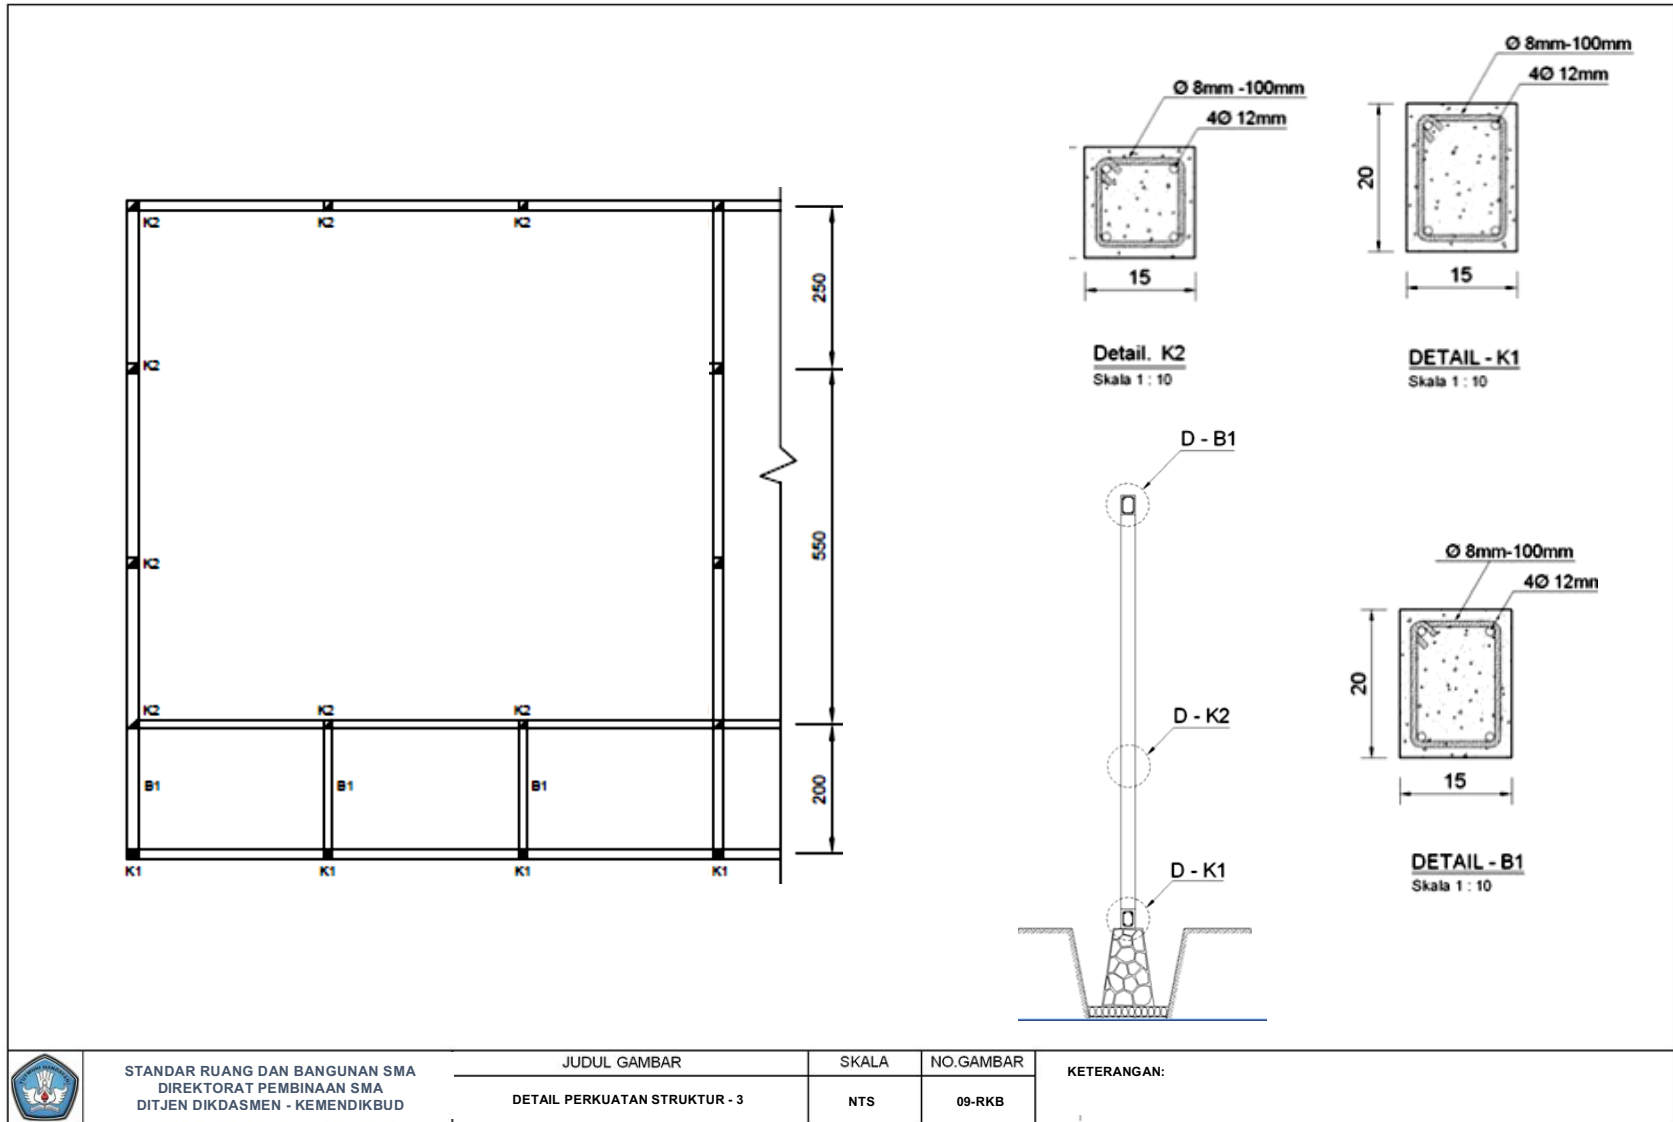 Ø 8mm-100mm
4Ø 12mm
Ø 8mm -100mm
4Ø 12mm
20
15
15
Detail. K2
Skala 1 : 10
DETAIL - K1
Skala 1 : 10
K2
K2
K2
250
K2
550
K2
K2
K2
K2
B1
B1
B1
200
K1
K1
K1
K1
D - B1
D - K2
D - K1
Ø 8mm-100mm
4Ø 12mm
20
15
DETAIL - B1
Skala 1 : 10
STANDAR RUANG DAN BANGUNAN SMA
DIREKTORAT PEMBINAAN SMA
DITJEN DIKDASMEN - KEMENDIKBUD
JUDUL GAMBAR
DETAIL PERKUATAN STRUKTUR - 3
SKALA
NTS
NO.GAMBAR
09-RKB
KETERANGAN: